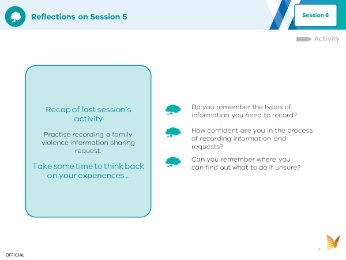 Reflections on Session 5
Session 6
Activity
Recap of last session's
activity
Practise recording a family
violence information sharing
request.
Take some time to think back
on your experiences...
Do you remember the types of
information you need to record?
How confident are you in the process
of recording information and
requests?
Can you remember where you
can find out what to do if unsure?
OFFICIAL